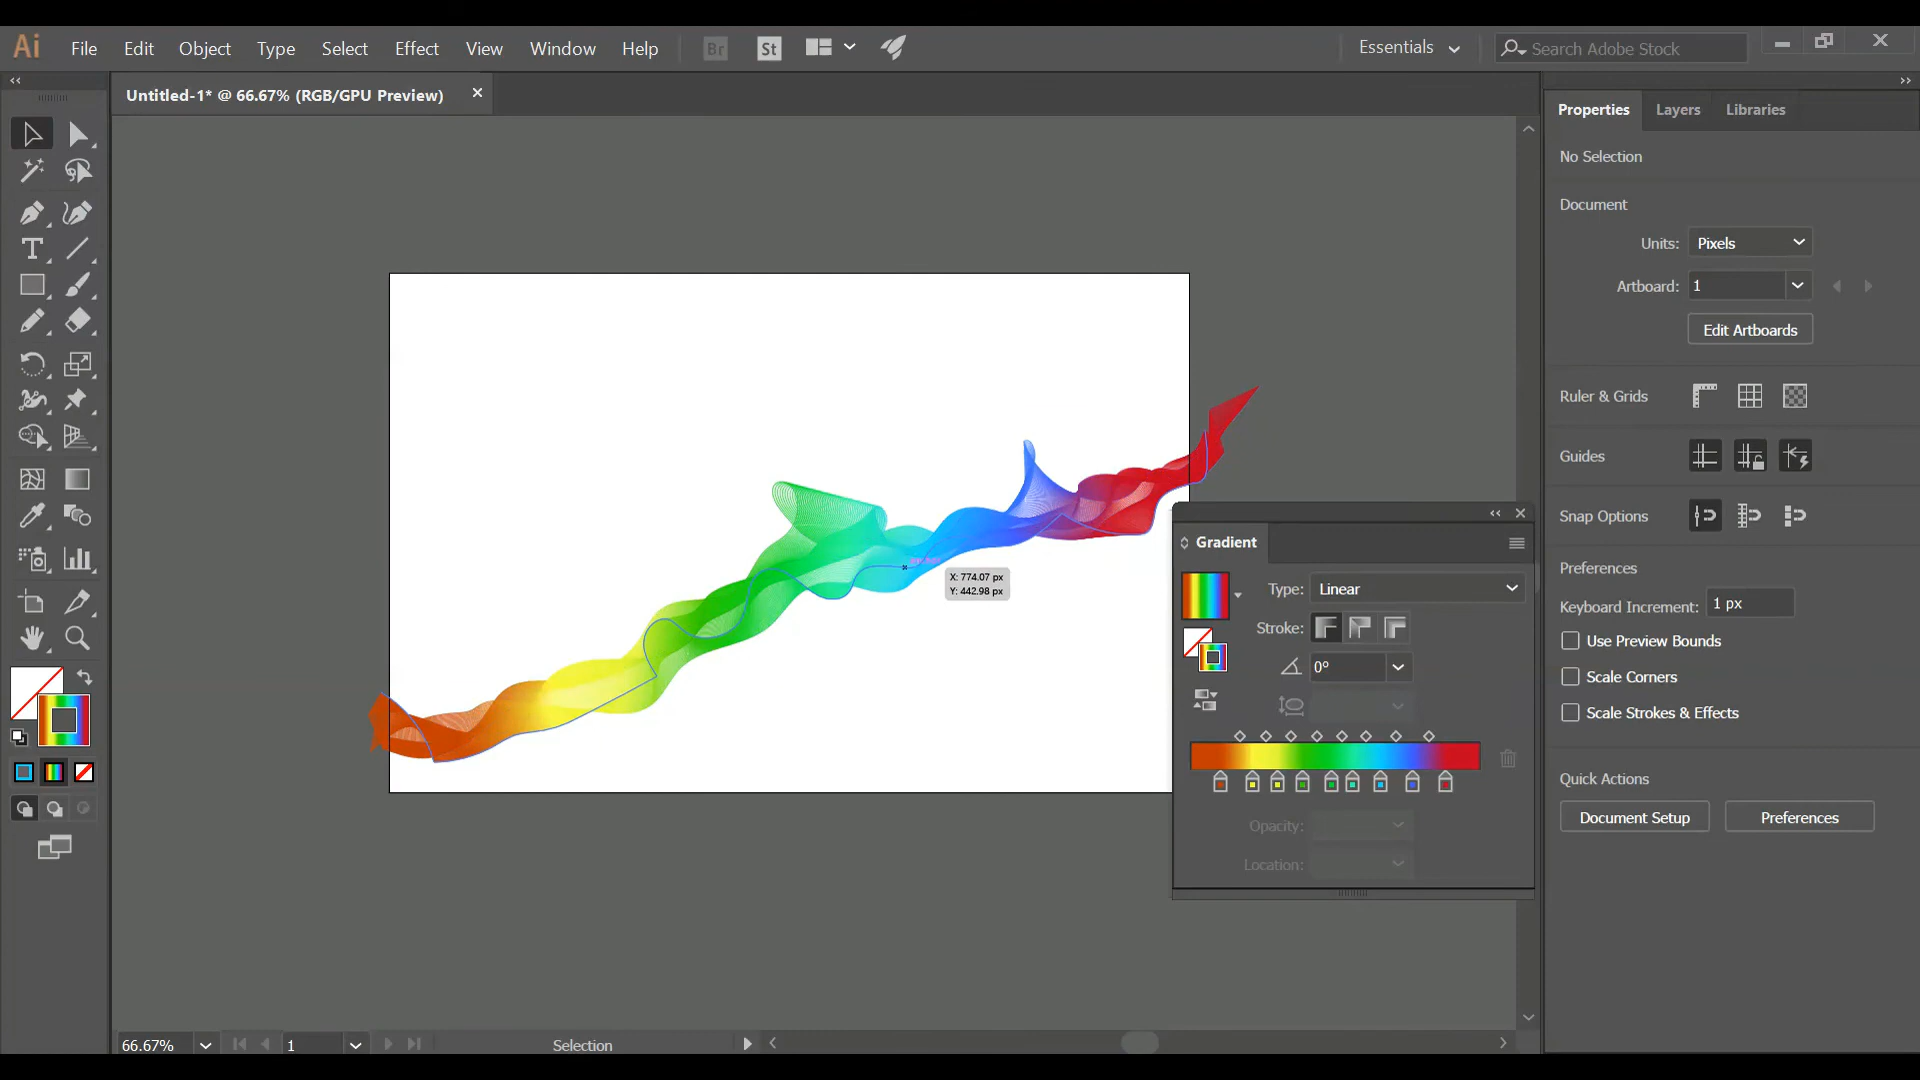 Ai File Edit Object Type Select Effect View Window Help Br St Essentials Search Adobe Stock
Untitled-1* @ 66.67% (RGB/GPU Preview)
Properties Layers Libraries
No Selection
Document
Units: Pixels
Artboard: 1
Edit Artboards
Ruler & Grids
Guides
Snap Options
Preferences
Keyboard Increment: 1 px
Use Preview Bounds
Scale Corners
Scale Strokes & Effects
Quick Actions
Document Setup Preferences
X: 774.07 px
Y: 442.98 px
Gradient
Type: Linear
Stroke:
0°
Opacity:
Location:
66.67% 1 Selection